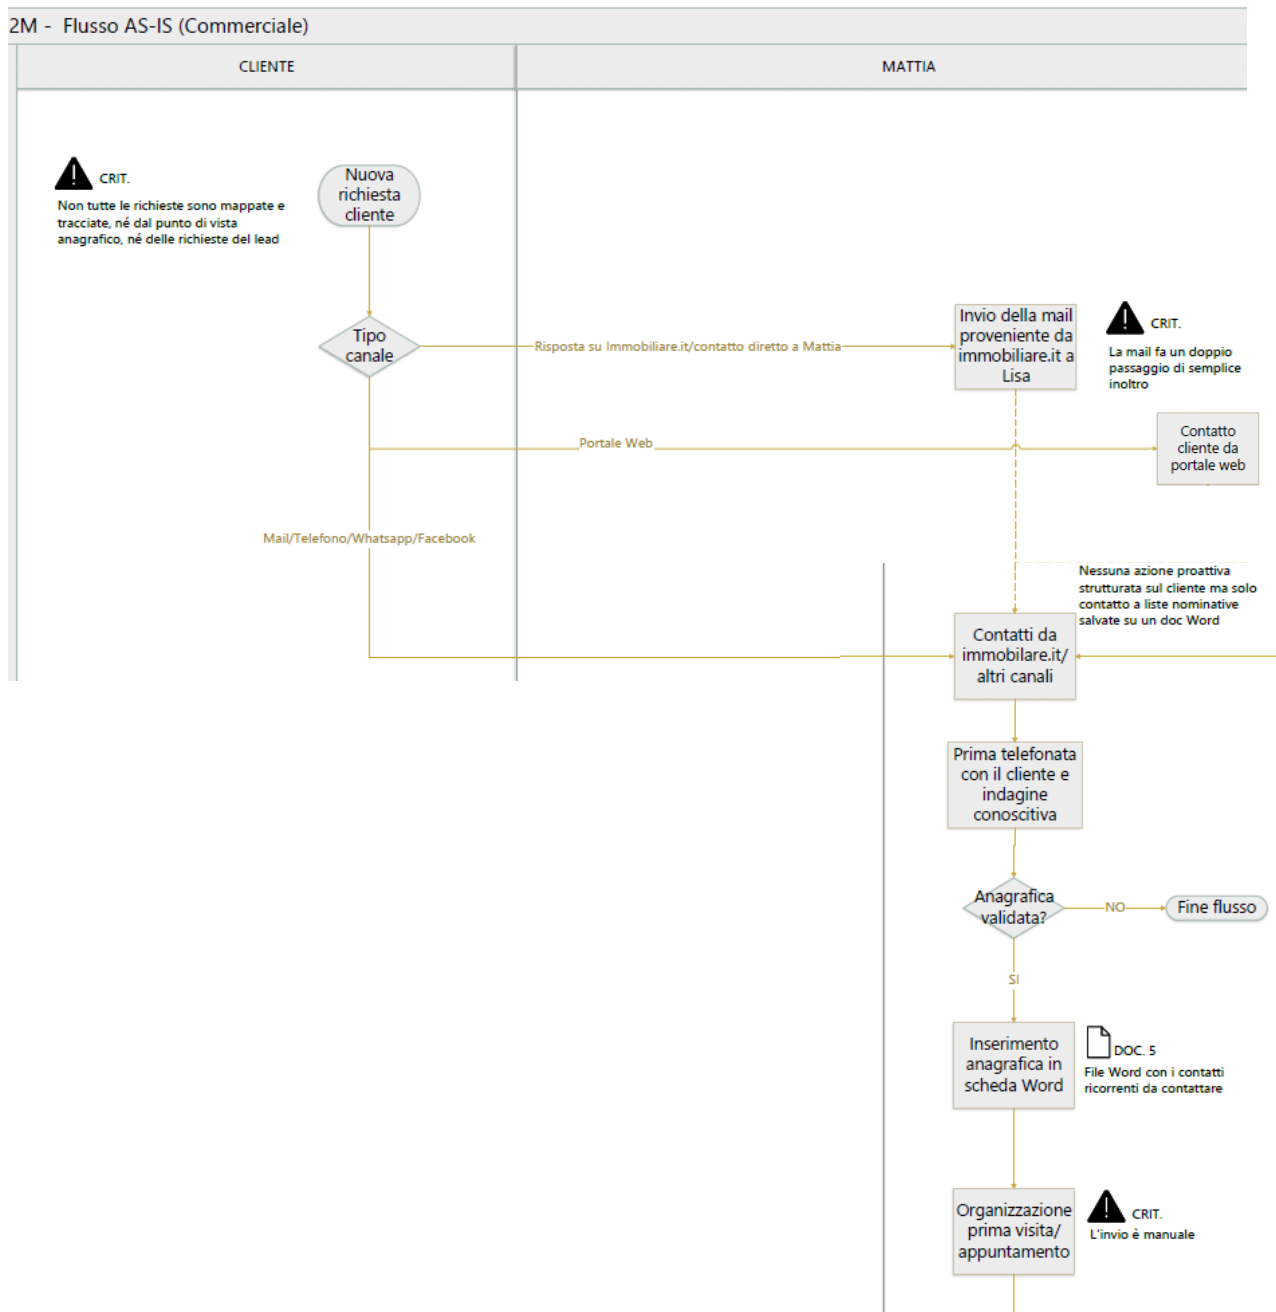 2M - Flusso AS-IS (Commerciale)
CLIENTE
MATTIA
CRIT.
Non tutte le richieste sono mappate e
tracciate, né dal punto di vista
anagrafico, né delle richieste del lead
Nuova
richiesta
cliente
Tipo
canale
Risposta su Immobiliare.it/contatto diretto a Mattia
Invio della mail
proveniente da
immobiliare.it a
Lisa
CRIT.
La mail fa un doppio
passaggio di semplice
inoltro
Portale Web
Contatto
cliente da
portale web
Mail/Telefono/Whatsapp/Facebook
Nessuna azione proattiva
strutturata sul cliente ma solo
contatto a liste nominative
salvate su un doc Word
Contatti da
immobilare.it/
altri canali
Prima telefonata
con il cliente e
indagine
conoscitiva
Anagrafica
validata?
NO
Fine flusso
SI
Inserimento
anagrafica in
scheda Word
DOC. 5
File Word con i contatti
ricorrenti da contattare
Organizzazione
prima visita/
appuntamento
CRIT.
L'invio è manuale